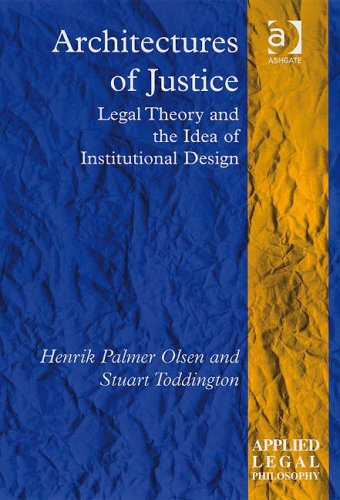 a
ASHGATE
Architectures
of Justice
Legal Theory and
the Idea of
Institutional Design
Henrik Palmer Olsen and
Stuart Toddington
APPLIED
LEGAL
PHILOSOPHY